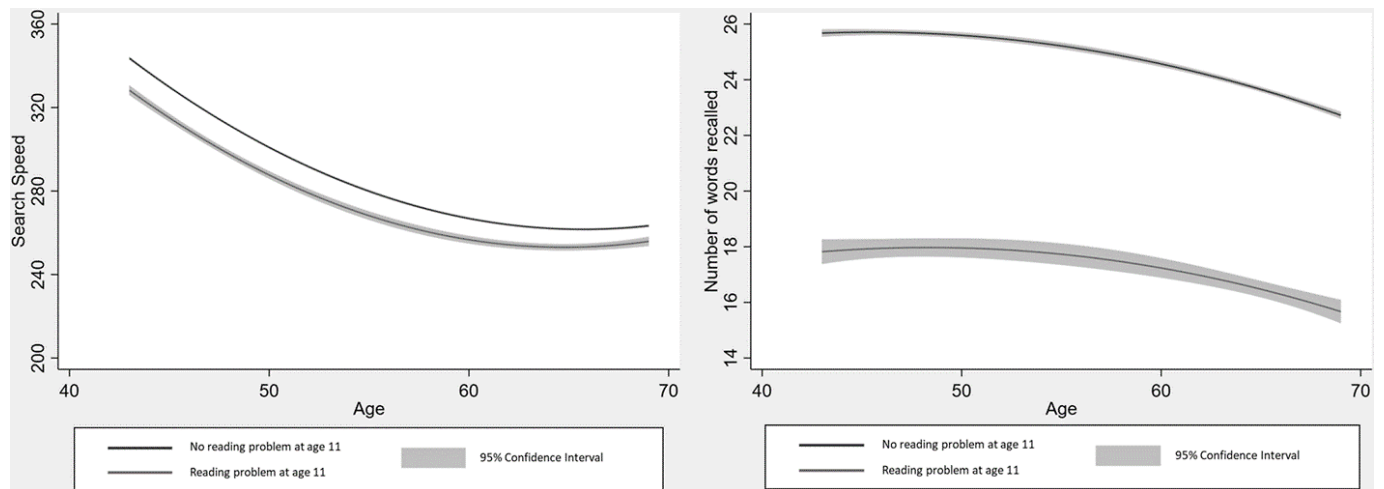 360
320
280
240
200
Search Speed
40
50
60
70
Age
No reading problem at age 11
Reading problem at age 11
95% Confidence Interval
26
24
22
20
18
16
14
Number of words recalled
40
50
60
70
Age
No reading problem at age 11
Reading problem at age 11
95% Confidence Interval